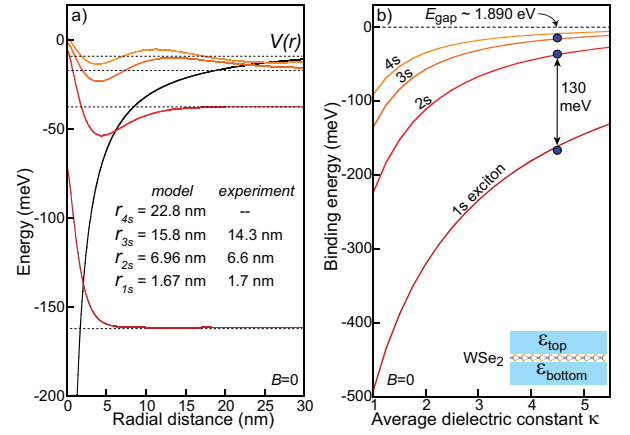 a)
V(r)
model experiment
r4s = 22.8 nm --
r3s = 15.8 nm 14.3 nm
r2s = 6.96 nm 6.6 nm
r1s = 1.67 nm 1.7 nm
B=0
0
-50
-100
-150
-200
Energy (meV)
0 5 10 15 20 25 30
Radial distance (nm)
b)
Egap ~ 1.890 eV
4s
3s
2s
1s exciton
130
meV
εtop
WSe2
εbottom
B=0
0
-100
-200
-300
-400
-500
Binding energy (meV)
1 2 3 4 5
Average dielectric constant κ